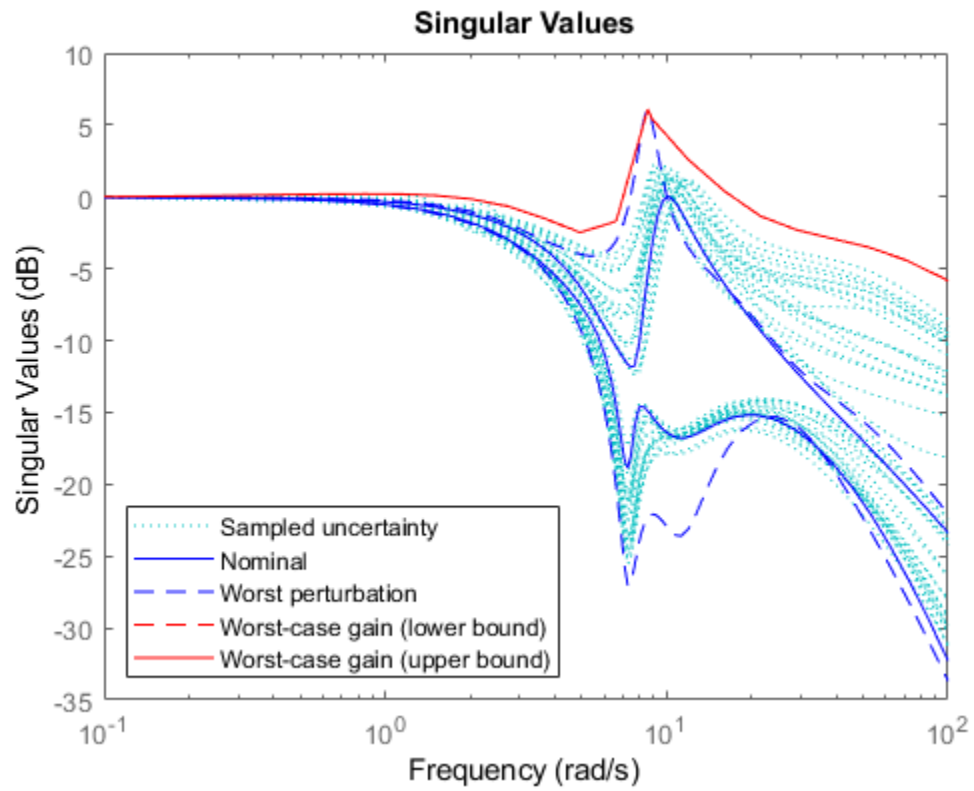 Singular Values
Singular Values (dB)
10
5
0
-5
-10
-15
-20
-25
-30
-35
Sampled uncertainty
Nominal
Worst perturbation
Worst-case gain (lower bound)
Worst-case gain (upper bound)
10⁻¹ 10⁰ 10¹ 10²
Frequency (rad/s)